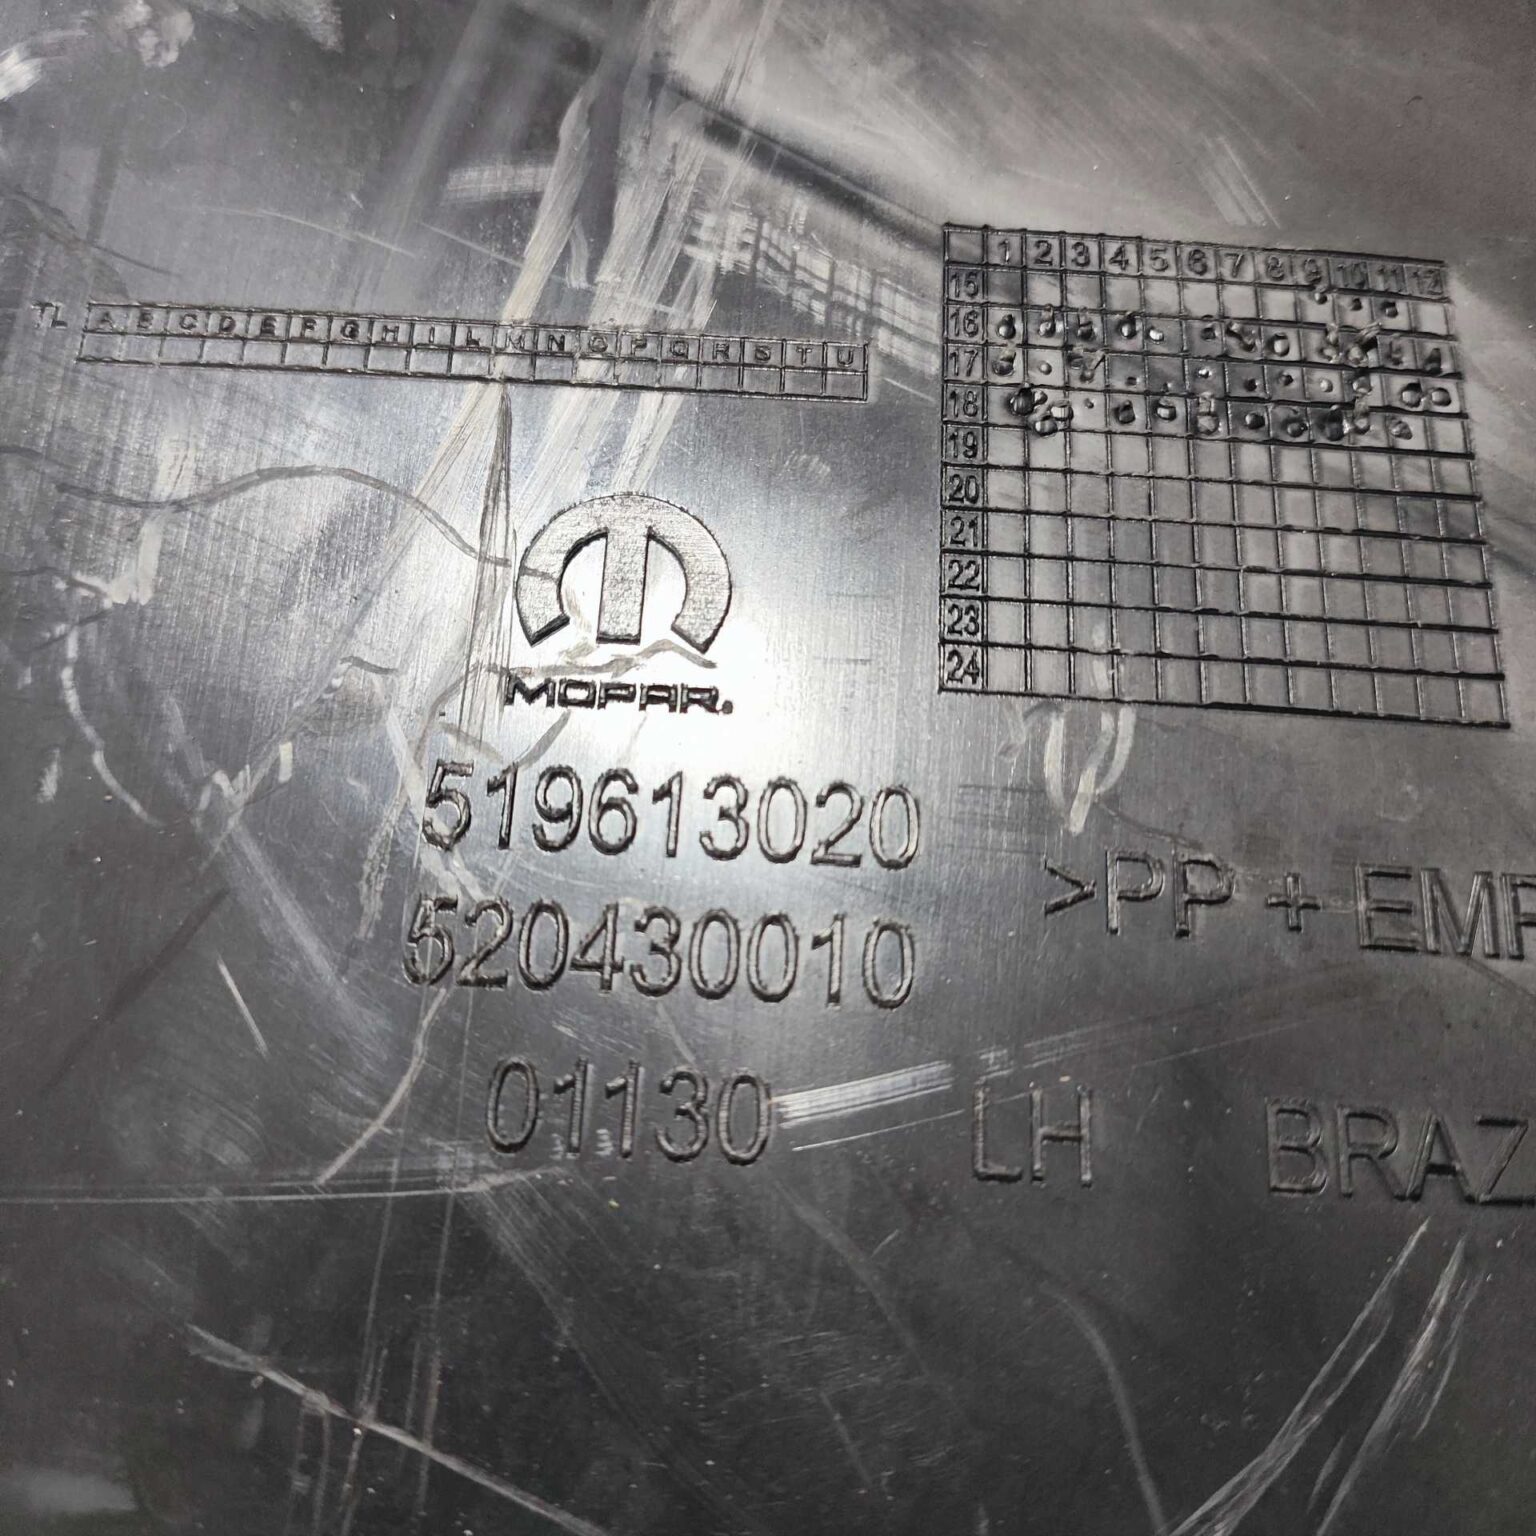 TL A B C D E F G H I L M N O P Q R S T U
1 2 3 4 5 6 7 8 9 10 11 12
15
16
17
18
19
20
21
22
23
24
MOPAR.
519613020
>PP + EMP
520430010
01130 LH BRAZ